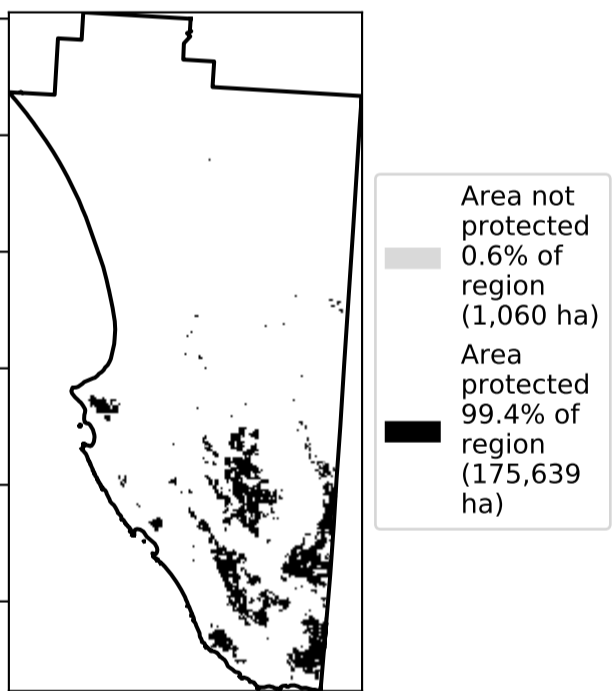 Area not
protected
0.6% of
region
(1,060 ha)
Area
protected
99.4% of
region
(175,639
ha)